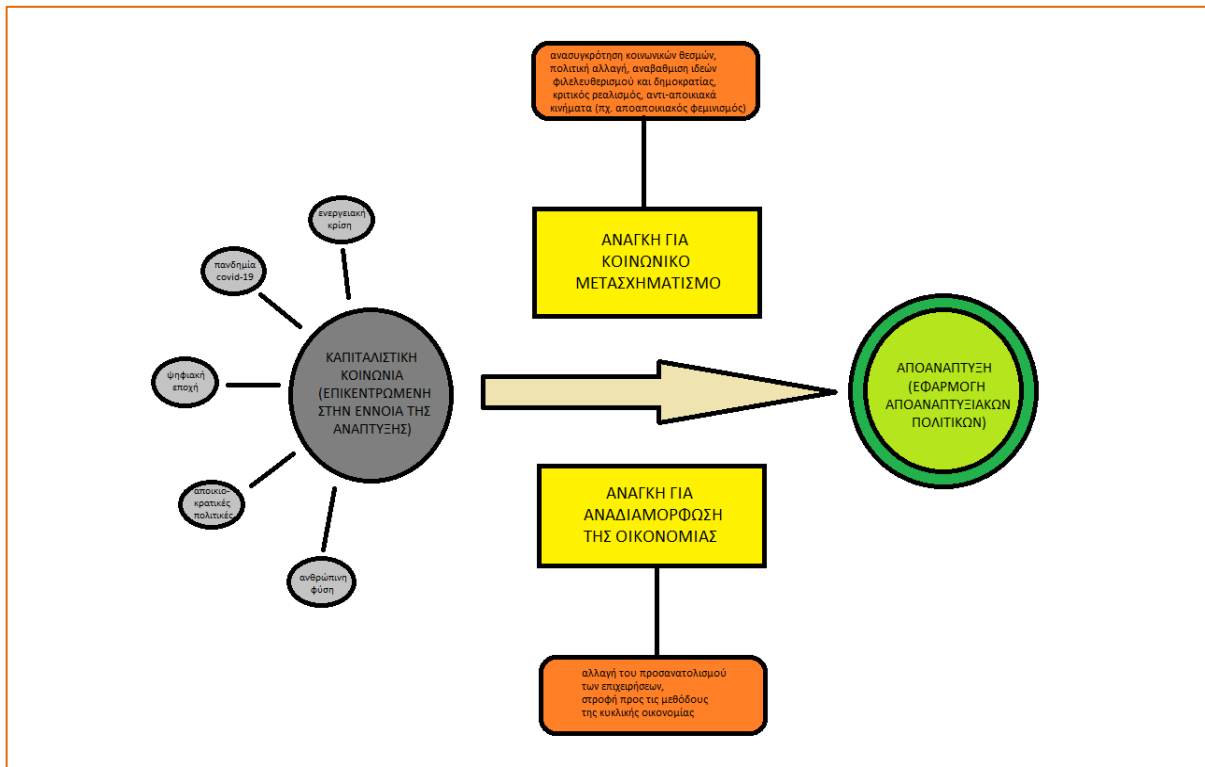 ανασυγκρότηση κοινωνικών θεσμών,
πολιτική αλλαγή, αναβαθμιση ιδεών
φιλελευθερισμού και δημοκρατίας,
κριτικός ρεαλισμός, αντι-αποικιακά
κινήματα (πχ. αποαποικιακός φεμινισμός)
ενεργειακή
κρίση
ΑΝΑΓΚΗ ΓΙΑ
ΚΟΙΝΩΝΙΚΟ
ΜΕΤΑΣΧΗΜΑΤΙΣΜΟ
πανδημία
covid-19
ψηφιακή
εποχή
ΚΑΠΙΤΑΛΙΣΤΙΚΗ
ΚΟΙΝΩΝΙΑ
(ΕΠΙΚΕΝΤΡΩΜΕΝΗ
ΣΤΗΝ ΕΝΝΟΙΑ ΤΗΣ
ΑΝΑΠΤΥΞΗΣ)
ΑΠΟΑΝΑΠΤΥΞΗ
(ΕΦΑΡΜΟΓΗ
ΑΠΟΑΝΑΠΤΥΞΙΑΚΩΝ
ΠΟΛΙΤΙΚΩΝ)
αποικιο-
κρατικές
πολιτικές
ΑΝΑΓΚΗ ΓΙΑ
ΑΝΑΔΙΑΜΟΡΦΩΣΗ
ΤΗΣ ΟΙΚΟΝΟΜΙΑΣ
ανθρώπινη
φύση
αλλαγή του προσανατολισμού
των επιχειρήσεων,
στροφή προς τις μεθόδους
της κυκλικής οικονομίας